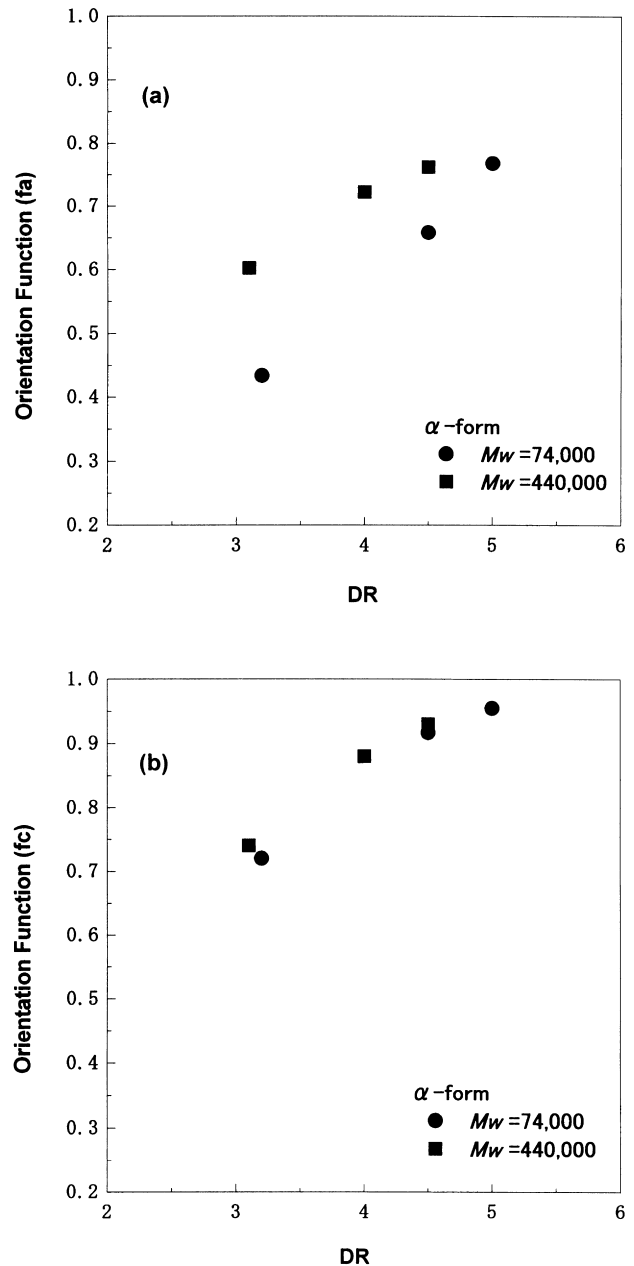 1.0
0.9
(a)
0.8
0.7
Orientation Function (fa)
0.6
0.5
0.4
α-form
Mw=74,000
0.3
Mw=440,000
0.2
2 3 4 5 6
DR
1.0
0.9
(b)
0.8
0.7
Orientation Function (fc)
0.6
0.5
0.4
α-form
0.3
Mw=74,000
Mw=440,000
0.2
2 3 4 5 6
DR